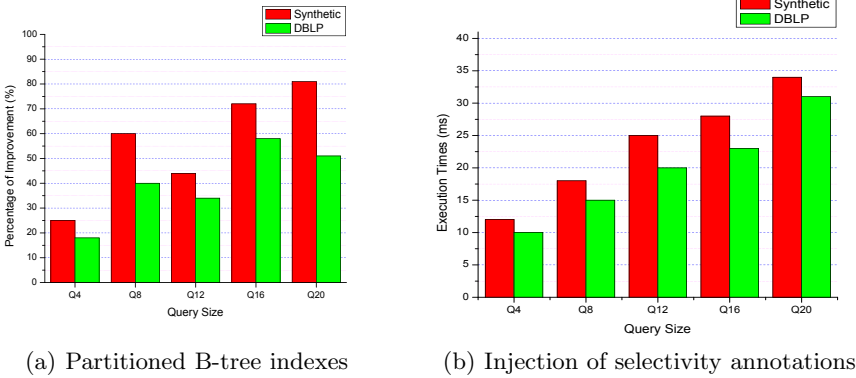 Synthetic
DBLP
100
90
80
70
60
50
40
30
20
10
0
Percentage of Improvement (%)
Q4 Q8 Q12 Q16 Q20
Query Size
(a) Partitioned B-tree indexes
Synthetic
DBLP
40
35
30
25
20
15
10
5
0
Execution Times (ms)
Q4 Q8 Q12 Q16 Q20
Query Size
(b) Injection of selectivity annotations